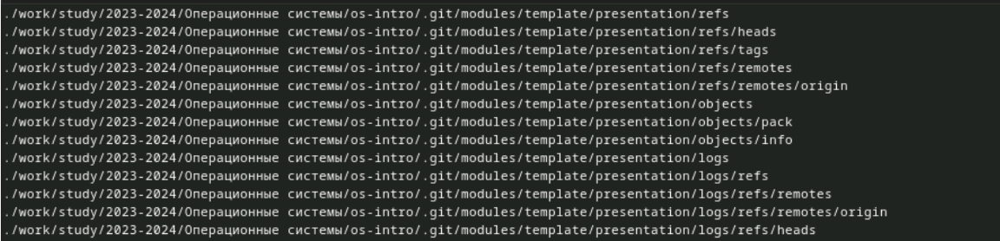 ./work/study/2023-2024/Операционные системы/os-intro/.git/modules/template/presentation/refs
./work/study/2023-2024/Операционные системы/os-intro/.git/modules/template/presentation/refs/heads
./work/study/2023-2024/Операционные системы/os-intro/.git/modules/template/presentation/refs/tags
./work/study/2023-2024/Операционные системы/os-intro/.git/modules/template/presentation/refs/remotes
./work/study/2023-2024/Операционные системы/os-intro/.git/modules/template/presentation/refs/remotes/origin
./work/study/2023-2024/Операционные системы/os-intro/.git/modules/template/presentation/objects
./work/study/2023-2024/Операционные системы/os-intro/.git/modules/template/presentation/objects/pack
./work/study/2023-2024/Операционные системы/os-intro/.git/modules/template/presentation/objects/info
./work/study/2023-2024/Операционные системы/os-intro/.git/modules/template/presentation/logs
./work/study/2023-2024/Операционные системы/os-intro/.git/modules/template/presentation/logs/refs
./work/study/2023-2024/Операционные системы/os-intro/.git/modules/template/presentation/logs/refs/remotes
./work/study/2023-2024/Операционные системы/os-intro/.git/modules/template/presentation/logs/refs/remotes/origin
./work/study/2023-2024/Операционные системы/os-intro/.git/modules/template/presentation/logs/refs/heads